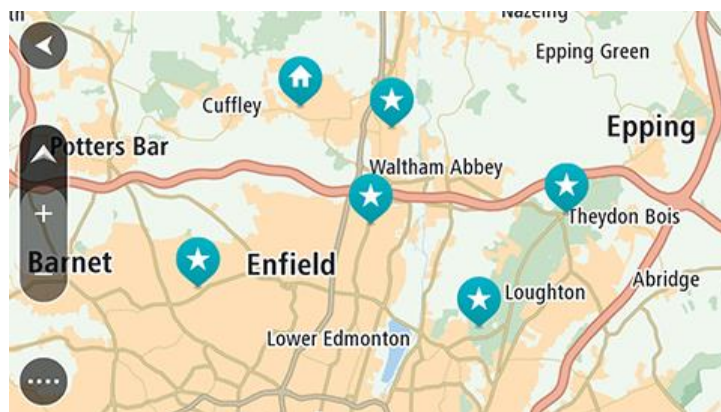 Nazeing
Epping Green
Cuffley
Epping
Potters Bar
Waltham Abbey
Theydon Bois
Barnet
Enfield
Loughton
Abridge
Lower Edmonton